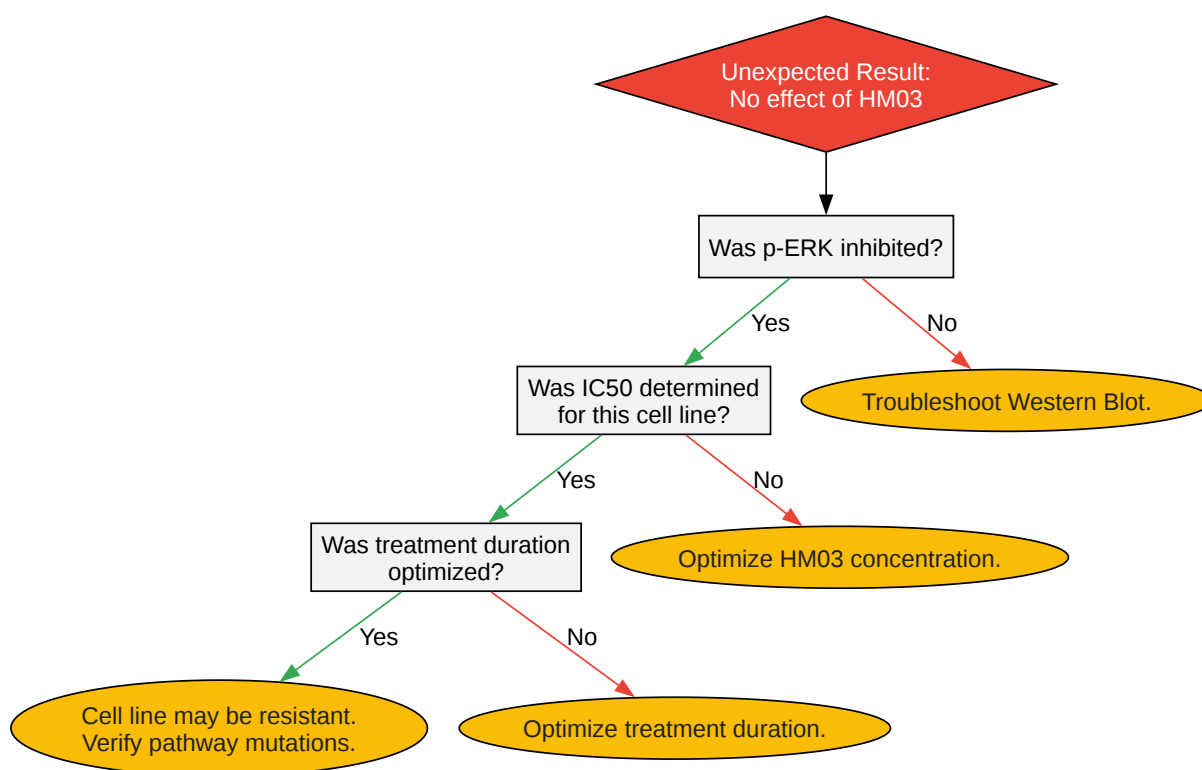 Unexpected Result:
No effect of HM03
Was p-ERK inhibited?
Yes
No
Was IC50 determined
for this cell line?
Troubleshoot Western Blot.
Yes
No
Was treatment duration
optimized?
Optimize HM03 concentration.
Yes
No
Cell line may be resistant.
Verify pathway mutations.
Optimize treatment duration.